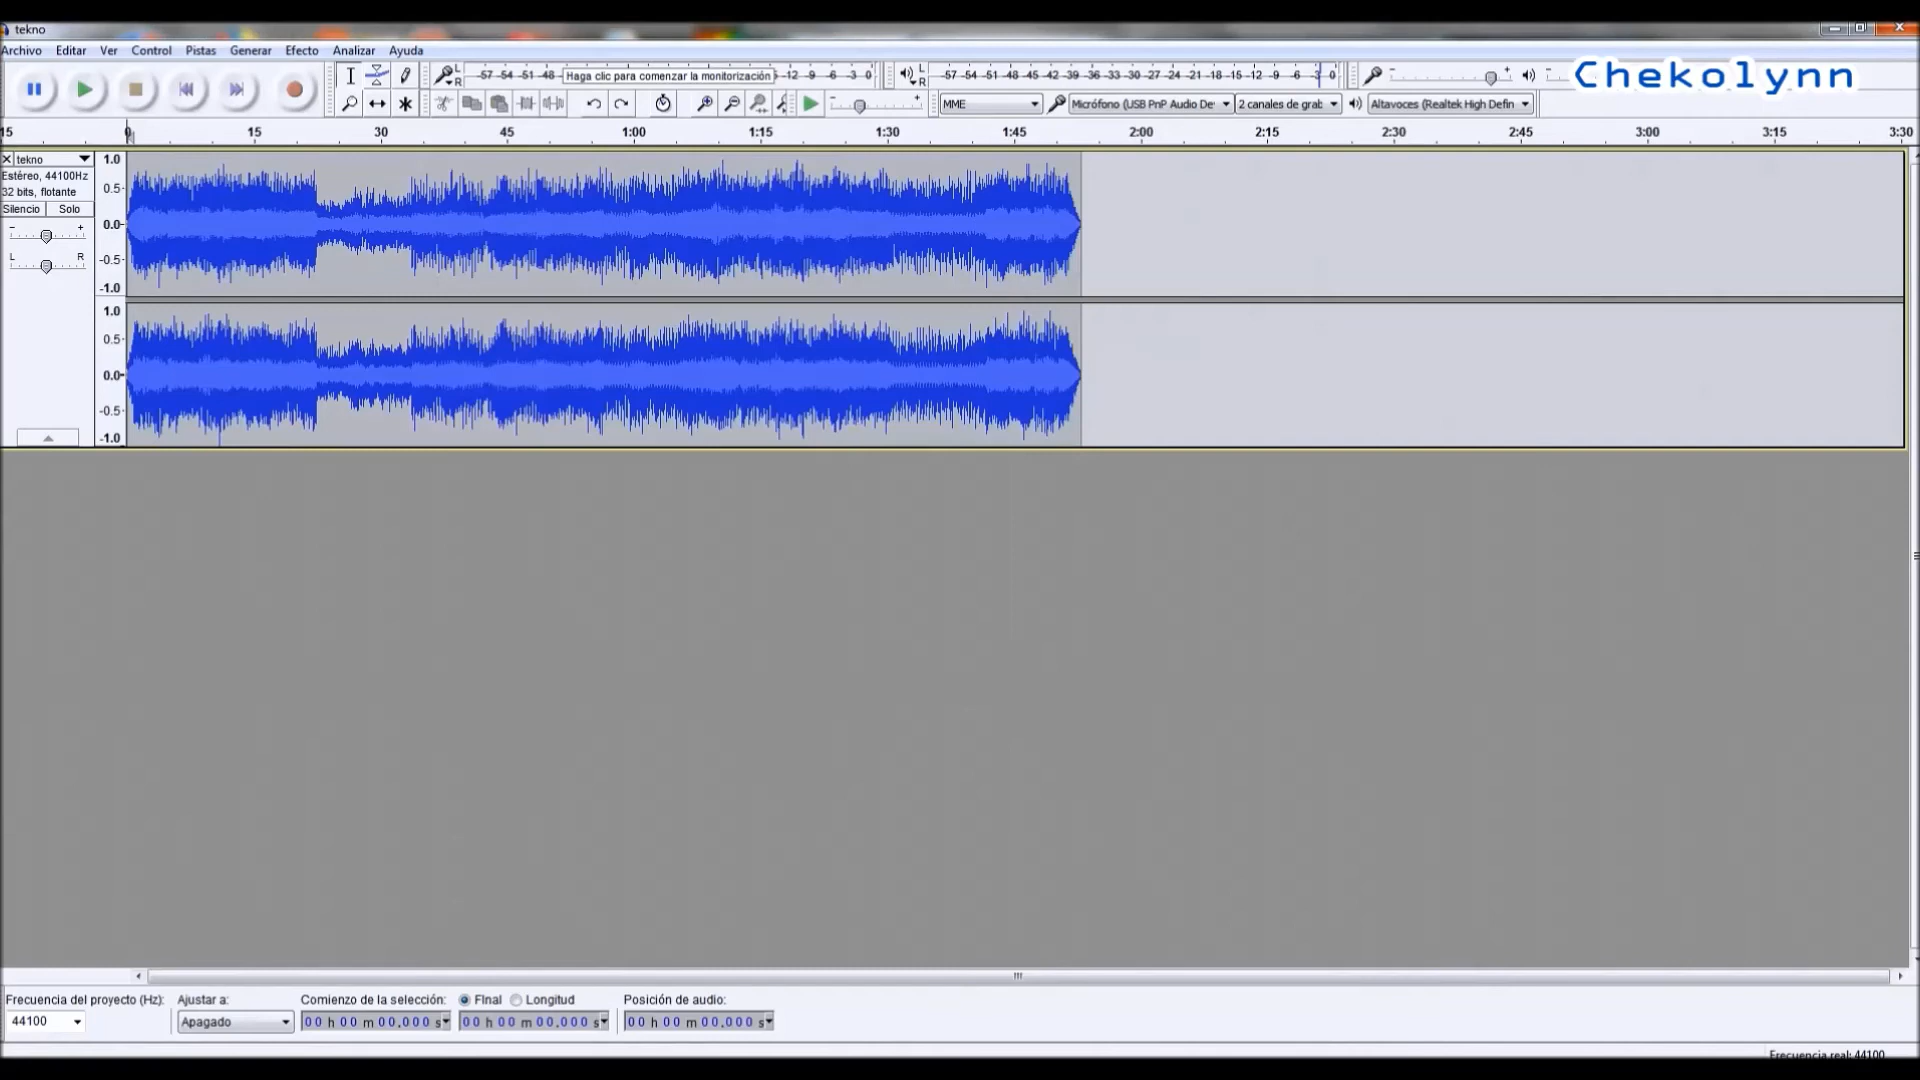 tekno
Archivo Editar Ver Control Pistas Generar Efecto Analizar Ayuda
Chekolynn
L
R
-57 -54 -51 -48 Haga clic para comenzar la monitorización -12 -9 -6 -3 0
L
R
-57 -54 -51 -48 -45 -42 -39 -36 -33 -30 -27 -24 -21 -18 -15 -12 -9 -6 -3 0
MME Micrófono (USB PnP Audio De 2 canales de grab Altavoces (Realtek High Defin
15 0 15 30 45 1:00 1:15 1:30 1:45 2:00 2:15 2:30 2:45 3:00 3:15 3:30
tekno
Estéreo, 44100Hz
32 bits, flotante
Silencio Solo
- +
L R
1.0
0.5
0.0
-0.5
-1.0
1.0
0.5
0.0
-0.5
-1.0
Frecuencia del proyecto (Hz): Ajustar a: Comienzo de la selección: FInal Longitud Posición de audio:
44100 Apagado 00 h 00 m 00.000 s 00 h 00 m 00.000 s 00 h 00 m 00.000 s
Frecuencia real: 44100